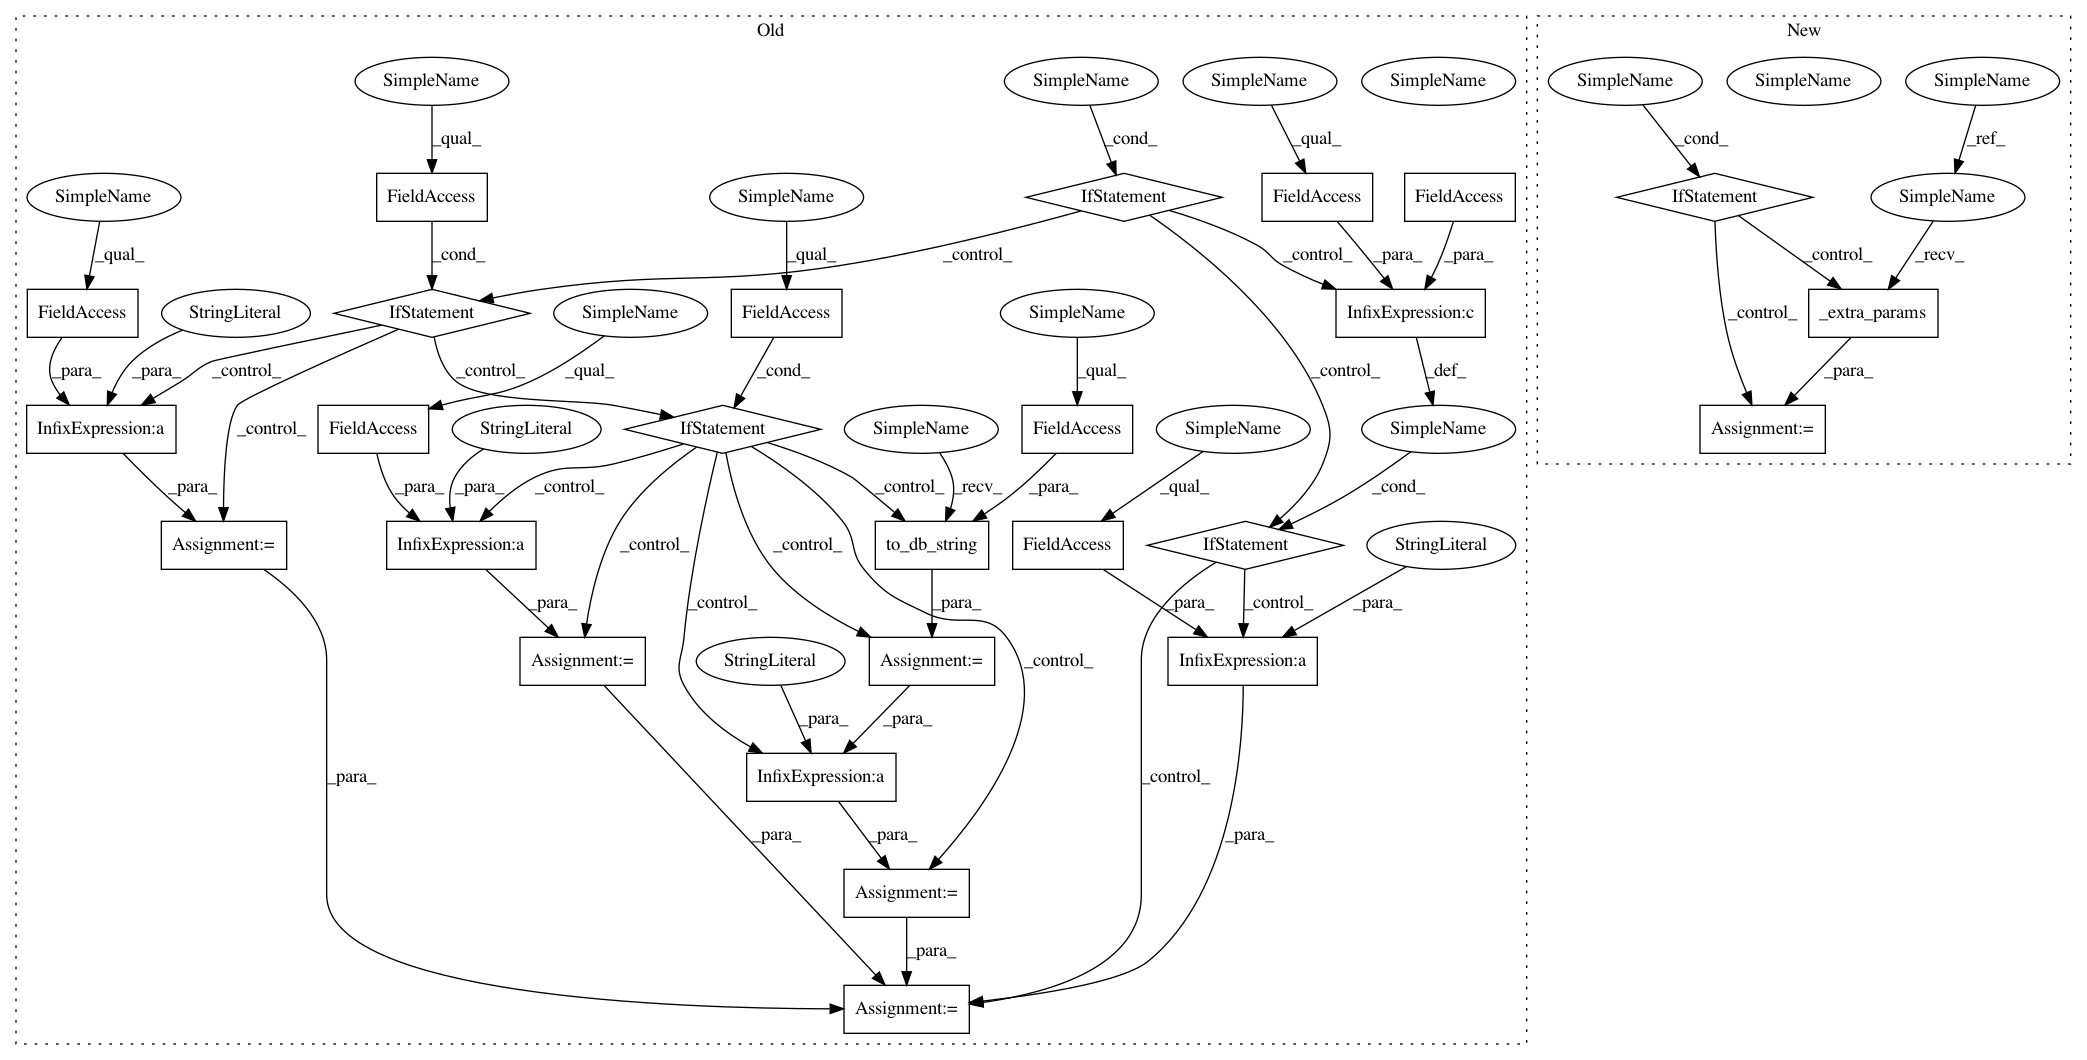 Old
New
SimpleName
SimpleName
SimpleName
SimpleName
SimpleName
SimpleName
SimpleName
_qual_
_cond_
_qual_
_cond_
_ref_
SimpleName
FieldAccess
SimpleName
IfStatement
FieldAccess
FieldAccess
IfStatement
SimpleName
_qual_
_cond_
_qual_
_control_
_control_
_para_
_para_
_control_
_recv_
FieldAccess
StringLiteral
IfStatement
SimpleName
FieldAccess
SimpleName
InfixExpression:c
_control_
_extra_params
_para_
_para_
_control_
_control_
_qual_
_cond_
_qual_
_control_
_def_
_para_
InfixExpression:a
_control_
FieldAccess
StringLiteral
IfStatement
SimpleName
FieldAccess
SimpleName
SimpleName
Assignment:=
_para_
_para_
_para_
_control_
_control_
_recv_
_para_
_qual_
_cond_
Assignment:=
InfixExpression:a
_control_
_control_
to_db_string
FieldAccess
IfStatement
StringLiteral
_para_
_control_
_para_
_para_
_control_
_para_
Assignment:=
StringLiteral
Assignment:=
_control_
InfixExpression:a
_para_
_para_
_para_
InfixExpression:a
_control_
_para_
_para_
_para_
Assignment:=
_para_
Assignment:=